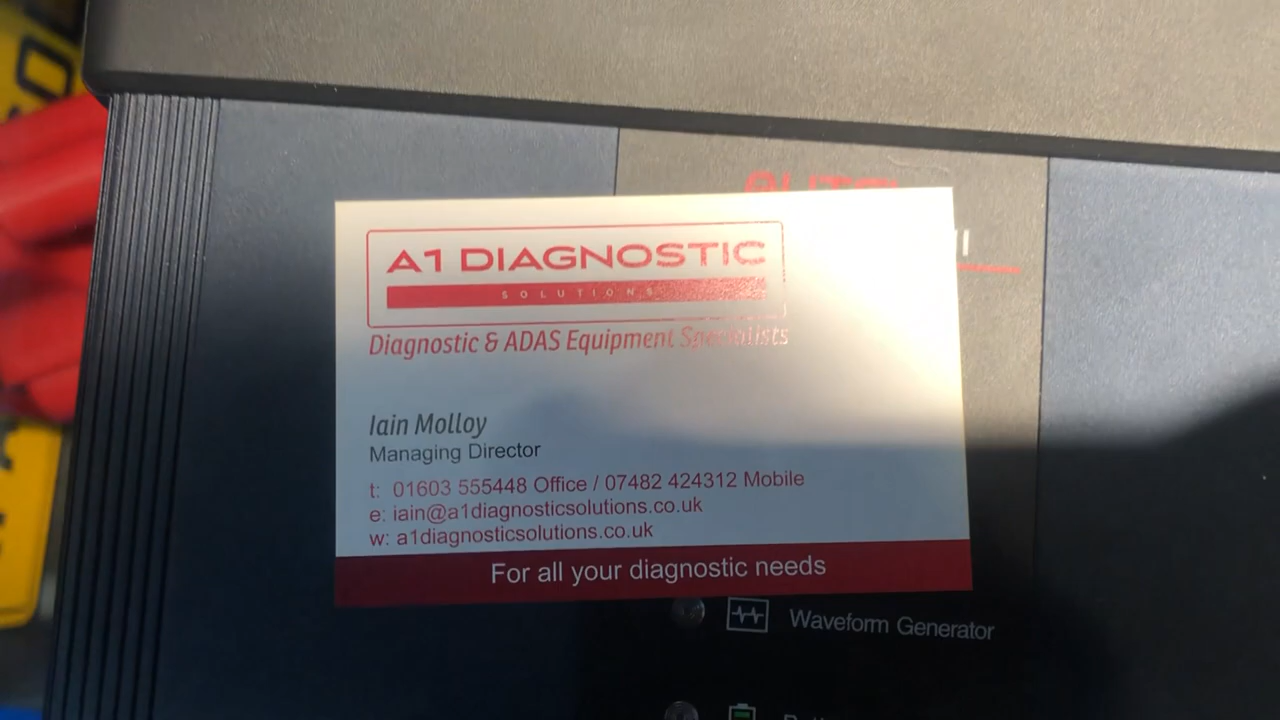 AUTEL
A1 DIAGNOSTIC
SOLUTIONS
Diagnostic & ADAS Equipment Specialists
Iain Molloy
Managing Director
t: 01603 555448 Office / 07482 424312 Mobile
e: iain@a1diagnosticsolutions.co.uk
w: a1diagnosticsolutions.co.uk
For all your diagnostic needs
Waveform Generator